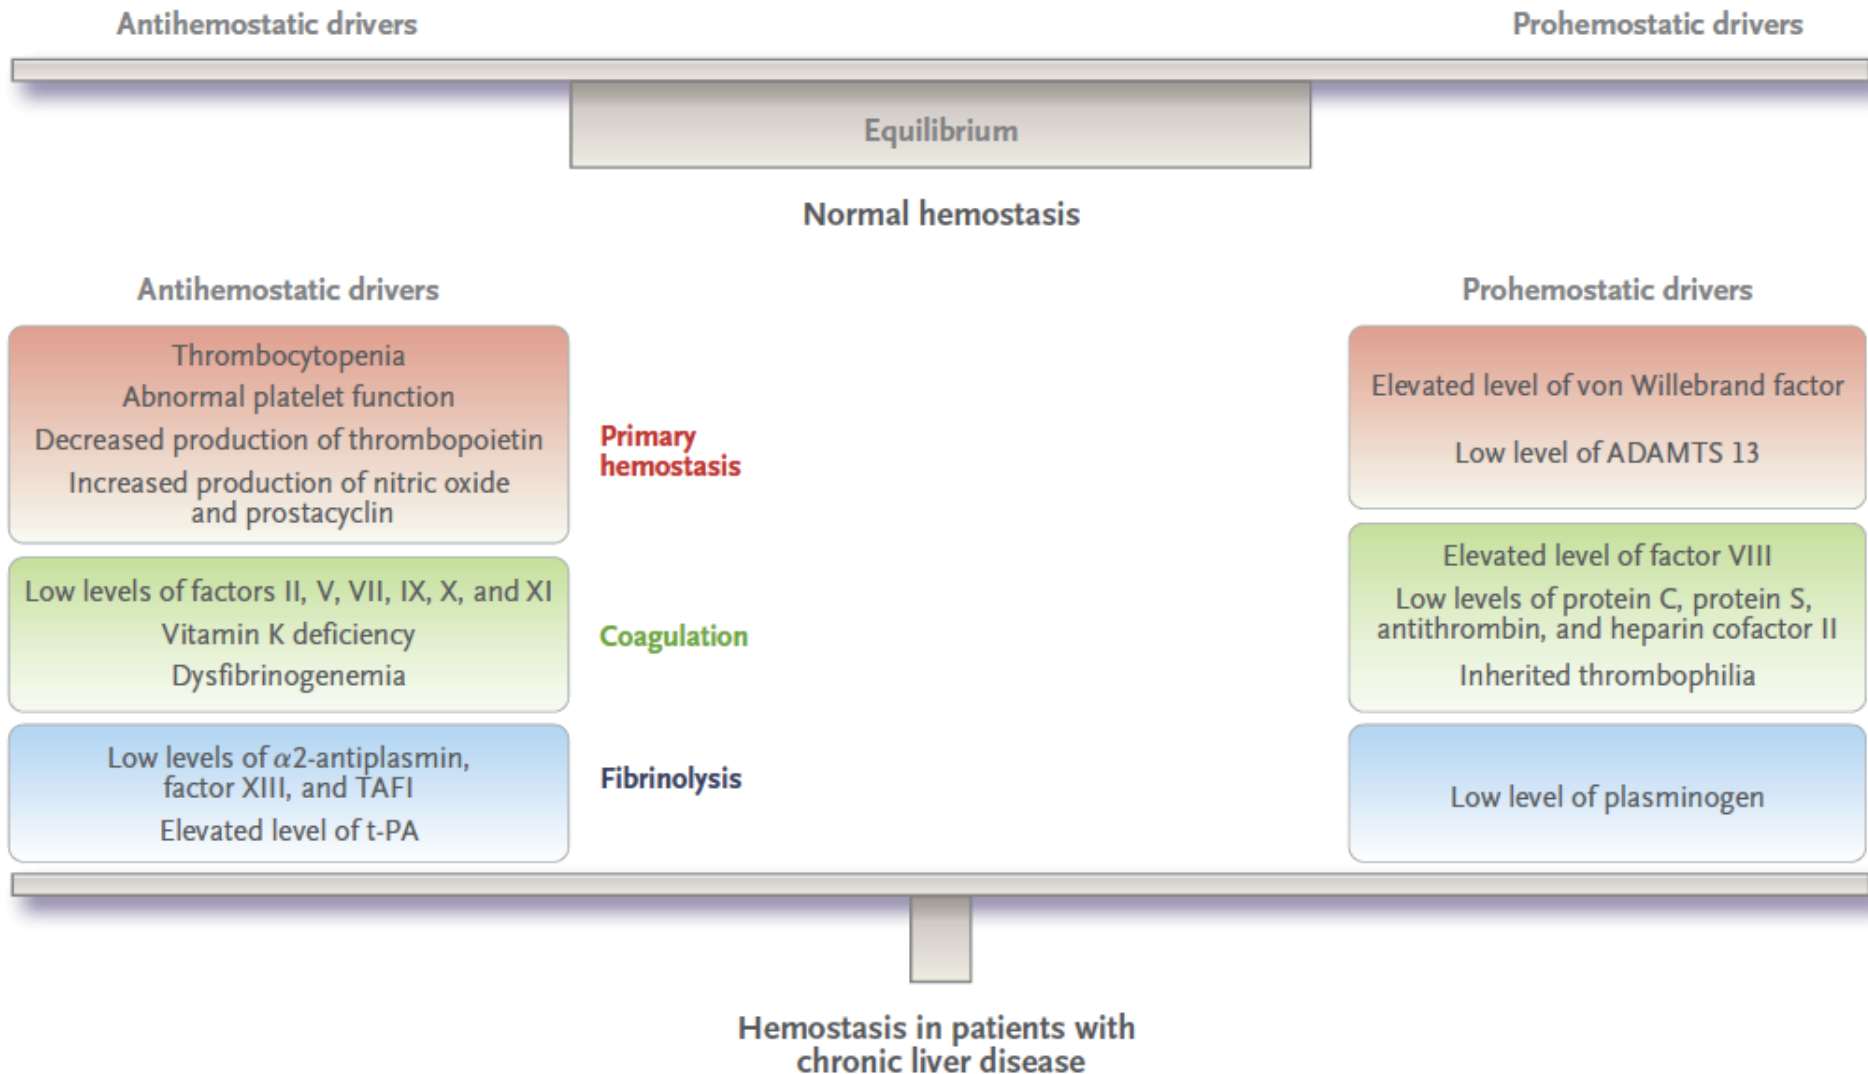 Antihemostatic drivers
Prohemostatic drivers
Equilibrium
Normal hemostasis
Antihemostatic drivers
Prohemostatic drivers
Thrombocytopenia
Abnormal platelet function
Decreased production of thrombopoietin
Increased production of nitric oxide
and prostacyclin
Primary
hemostasis
Elevated level of von Willebrand factor
Low level of ADAMTS 13
Low levels of factors II, V, VII, IX, X, and XI
Vitamin K deficiency
Dysfibrinogenemia
Coagulation
Elevated level of factor VIII
Low levels of protein C, protein S,
antithrombin, and heparin cofactor II
Inherited thrombophilia
Low levels of α2-antiplasmin,
factor XIII, and TAFI
Elevated level of t-PA
Fibrinolysis
Low level of plasminogen
Hemostasis in patients with
chronic liver disease